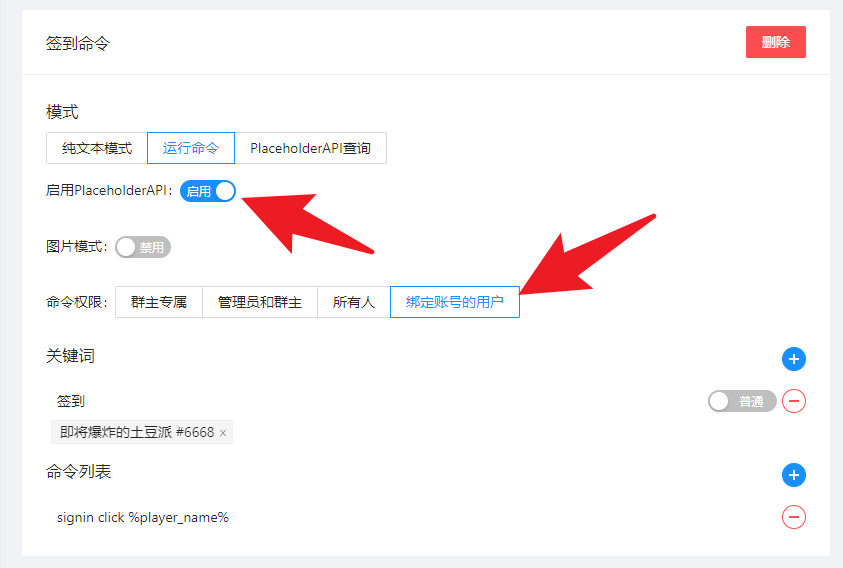 签到命令 删除
模式
纯文本模式 运行命令 PlaceholderAPI查询
启用PlaceholderAPI: 启用
图片模式: 禁用
命令权限: 群主专属 管理员和群主 所有人 绑定账号的用户
关键词
签到 普通
即将爆炸的土豆派 #6668 ×
命令列表
signin click %player_name%